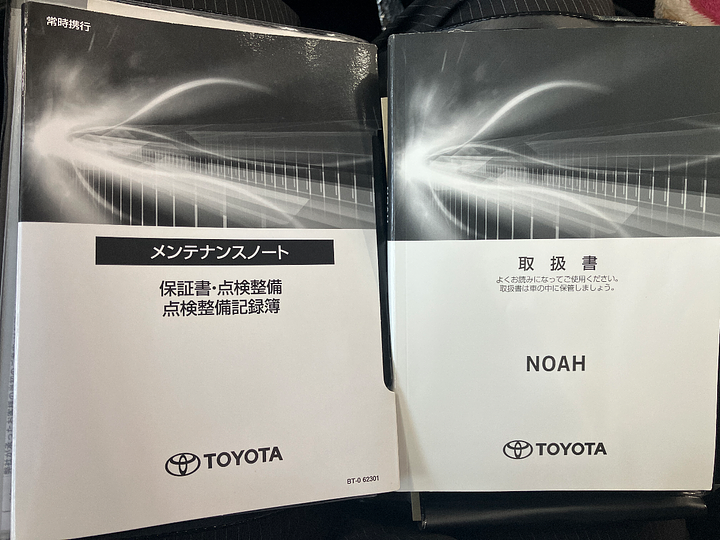 常時携行
メンテナンスノート
保証書・点検整備
点検整備記録簿
TOYOTA
BT-0 62301
取扱書
よくお読みになってご使用ください。
取扱書は車の中に保管しましょう。
NOAH
TOYOTA